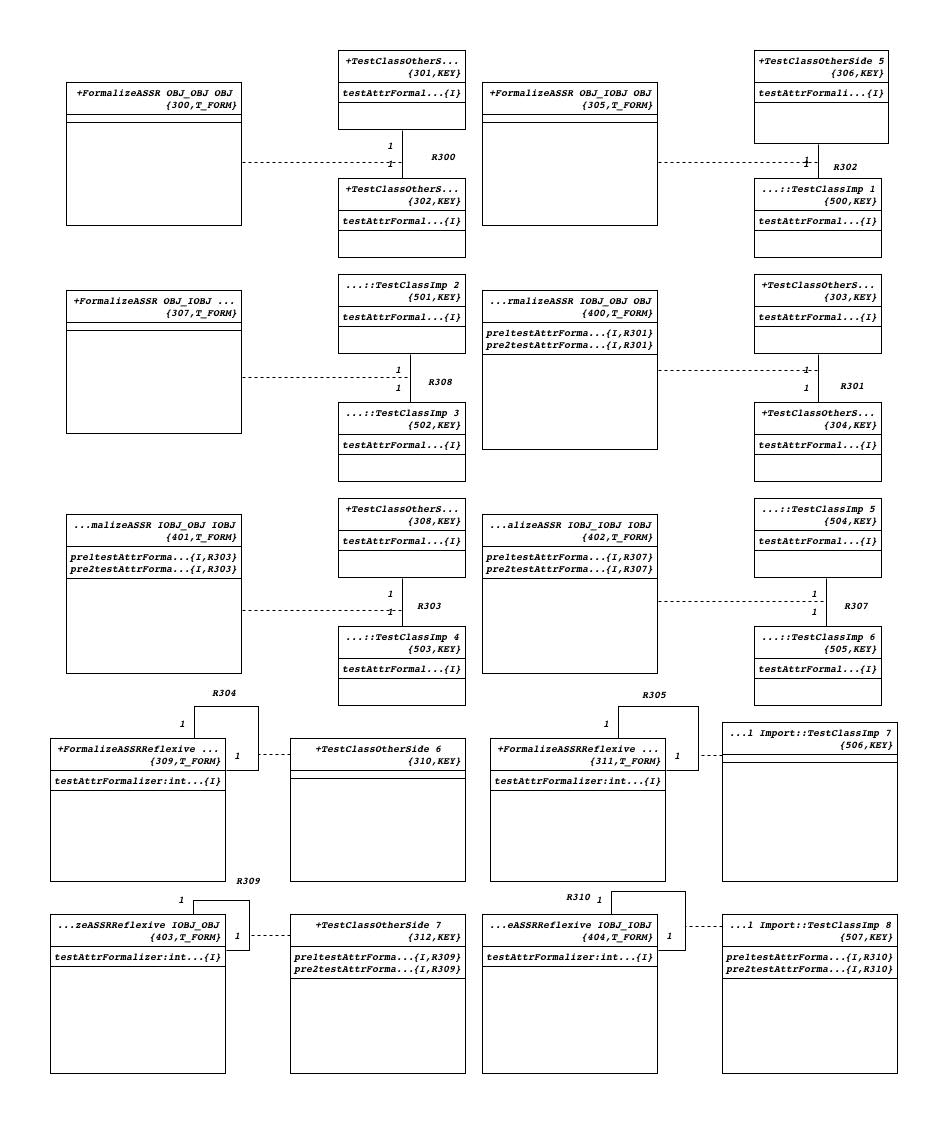 +TestClassOtherS...
{301,KEY}
testAttrFormal...{I}
+FormalizeASSR OBJ_OBJ OBJ
{300,T_FORM}
1
R300
1
+TestClassOtherS...
{302,KEY}
testAttrFormal...{I}
+TestClassOtherSide 5
{306,KEY}
testAttrFormali...{I}
+FormalizeASSR OBJ_IOBJ OBJ
{305,T_FORM}
1
1
R302
...::TestClassImp 1
{500,KEY}
testAttrFormal...{I}
+FormalizeASSR OBJ_IOBJ ...
{307,T_FORM}
...::TestClassImp 2
{501,KEY}
testAttrFormal...{I}
1
1
R308
...::TestClassImp 3
{502,KEY}
testAttrFormal...{I}
...rmalizeASSR IOBJ_OBJ OBJ
{400,T_FORM}
pre1testAttrForma...{I,R301}
pre2testAttrForma...{I,R301}
+TestClassOtherS...
{303,KEY}
testAttrFormal...{I}
1
1
R301
+TestClassOtherS...
{304,KEY}
testAttrFormal...{I}
...malizeASSR IOBJ_OBJ IOBJ
{401,T_FORM}
pre1testAttrForma...{I,R303}
pre2testAttrForma...{I,R303}
+TestClassOtherS...
{308,KEY}
testAttrFormal...{I}
1
R303
1
...::TestClassImp 4
{503,KEY}
testAttrFormal...{I}
...alizeASSR IOBJ_IOBJ IOBJ
{402,T_FORM}
pre1testAttrForma...{I,R307}
pre2testAttrForma...{I,R307}
...::TestClassImp 5
{504,KEY}
testAttrFormal...{I}
1
R307
1
...::TestClassImp 6
{505,KEY}
testAttrFormal...{I}
R304
1
+FormalizeASSRReflexive ...
{309,T_FORM}
testAttrFormalizer:int...{I}
1
+TestClassOtherSide 6
{310,KEY}
R305
1
+FormalizeASSRReflexive ...
{311,T_FORM}
testAttrFormalizer:int...{I}
1
...l Import::TestClassImp 7
{506,KEY}
R309
1
...zeASSRReflexive IOBJ_OBJ
{403,T_FORM}
testAttrFormalizer:int...{I}
1
+TestClassOtherSide 7
{312,KEY}
pre1testAttrForma...{I,R309}
pre2testAttrForma...{I,R309}
R310
1
...eASSRReflexive IOBJ_IOBJ
{404,T_FORM}
testAttrFormalizer:int...{I}
1
...l Import::TestClassImp 8
{507,KEY}
pre1testAttrForma...{I,R310}
pre2testAttrForma...{I,R310}